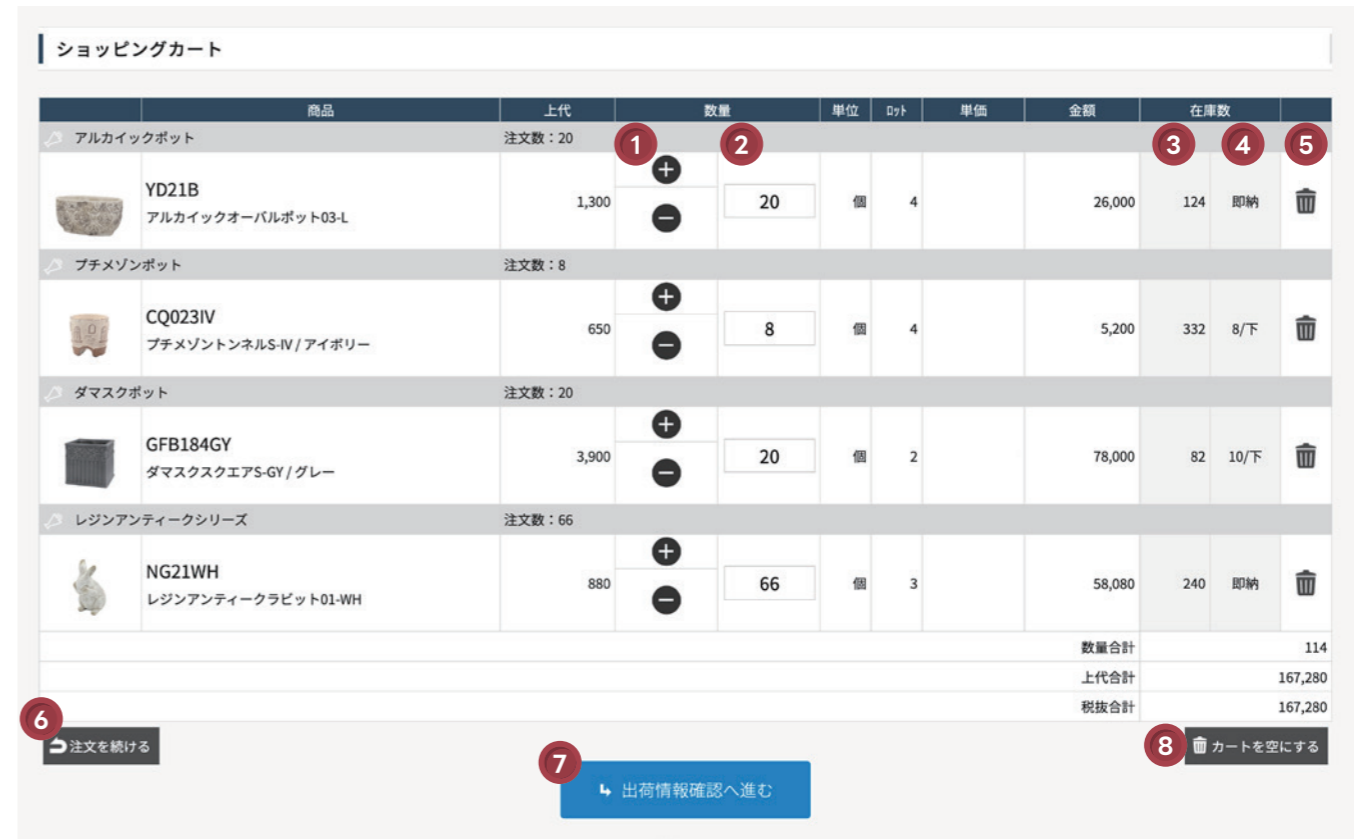 ショッピングカート
商品 上代 数量 単位 ロット 単価 金額 在庫数
アルカイックポット 注文数：20 1 2 3 4 5
YD21B
アルカイックオーバルポット03-L
1,300 20 個 4 26,000 124 即納
プチメゾンポット 注文数：8
CQ023IV
プチメゾントンネルS-IV / アイボリー
650 8 個 4 5,200 332 8/下
ダマスクポット 注文数：20
GFB184GY
ダマスクスクエアS-GY / グレー
3,900 20 個 2 78,000 82 10/下
レジンアンティークシリーズ 注文数：66
NG21WH
レジンアンティークラビット01-WH
880 66 個 3 58,080 240 即納
数量合計 114
上代合計 167,280
税抜合計 167,280
6 注文を続ける
8 カートを空にする
7 出荷情報確認へ進む